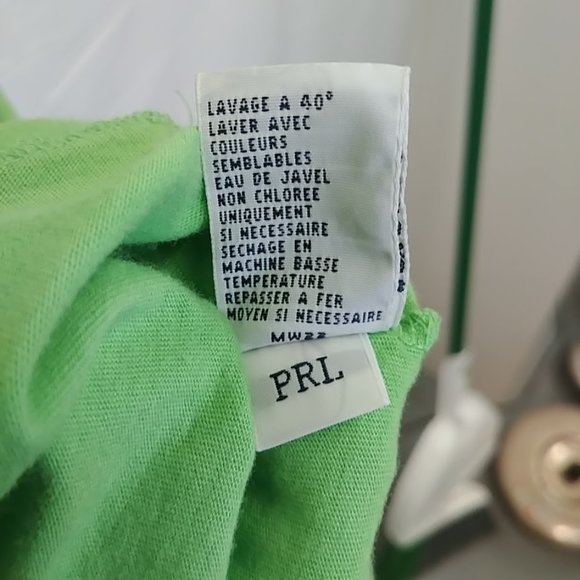 LAVAGE A 40°
LAVER AVEC
COULEURS
SEMBLABLES
EAU DE JAVEL
NON CHLOREE
UNIQUEMENT
SI NECESSAIRE
SECHAGE EN
MACHINE BASSE
TEMPERATURE
REPASSER A FER
MOYEN SI NECESSAIRE
MW22
PRL